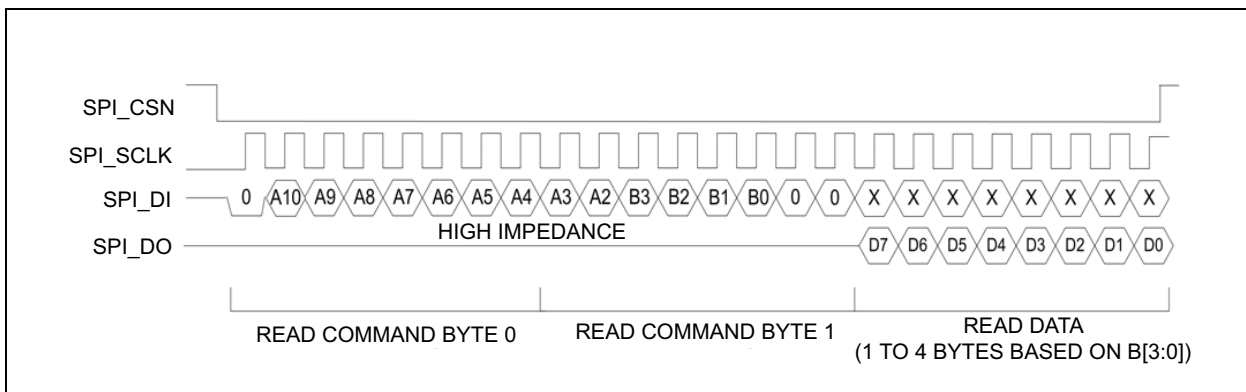 SPI_CSN
SPI_SCLK
SPI_DI 0 A10 A9 A8 A7 A6 A5 A4 A3 A2 B3 B2 B1 B0 0 0 X X X X X X X X
HIGH IMPEDANCE
SPI_DO D7 D6 D5 D4 D3 D2 D1 D0
READ COMMAND BYTE 0 READ COMMAND BYTE 1 READ DATA
(1 TO 4 BYTES BASED ON B[3:0])